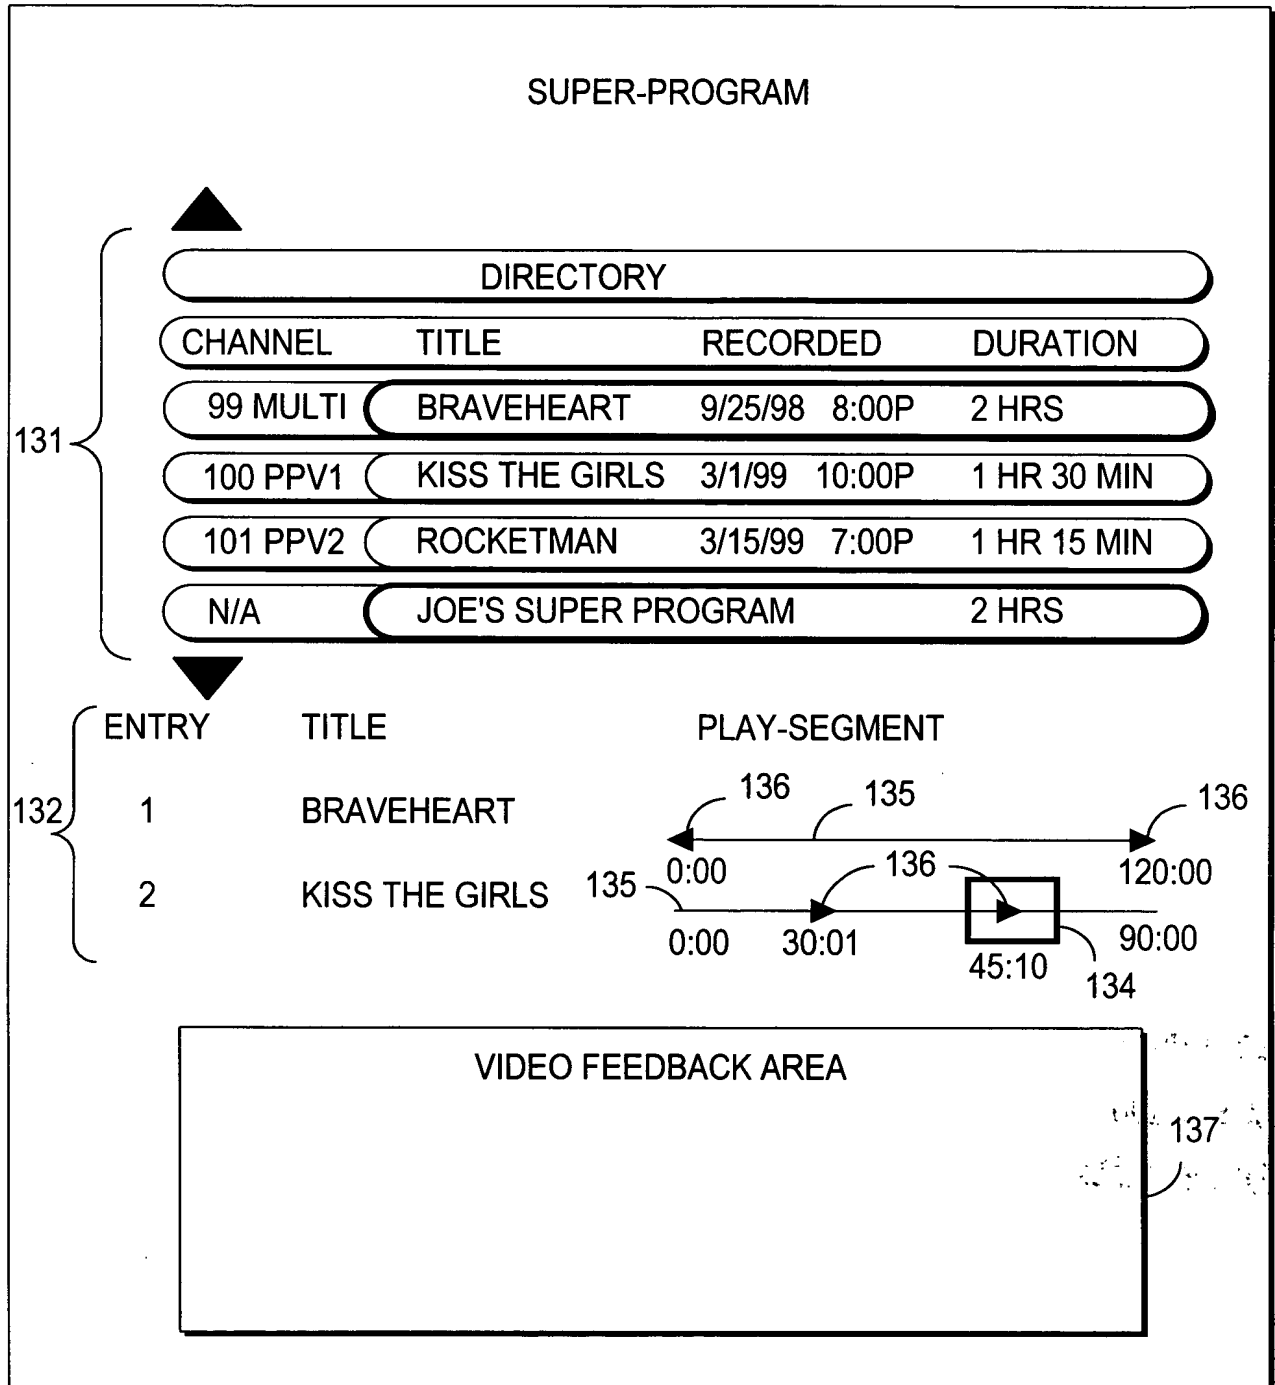 SUPER-PROGRAM
DIRECTORY
CHANNEL TITLE RECORDED DURATION
99 MULTI BRAVEHEART 9/25/98 8:00P 2 HRS
131
100 PPV1 KISS THE GIRLS 3/1/99 10:00P 1 HR 30 MIN
101 PPV2 ROCKETMAN 3/15/99 7:00P 1 HR 15 MIN
N/A JOE'S SUPER PROGRAM 2 HRS
ENTRY TITLE PLAY-SEGMENT
136 135 136
132 1 BRAVEHEART
0:00 136 120:00
2 KISS THE GIRLS 135
0:00 30:01 45:10 90:00
134
VIDEO FEEDBACK AREA
137